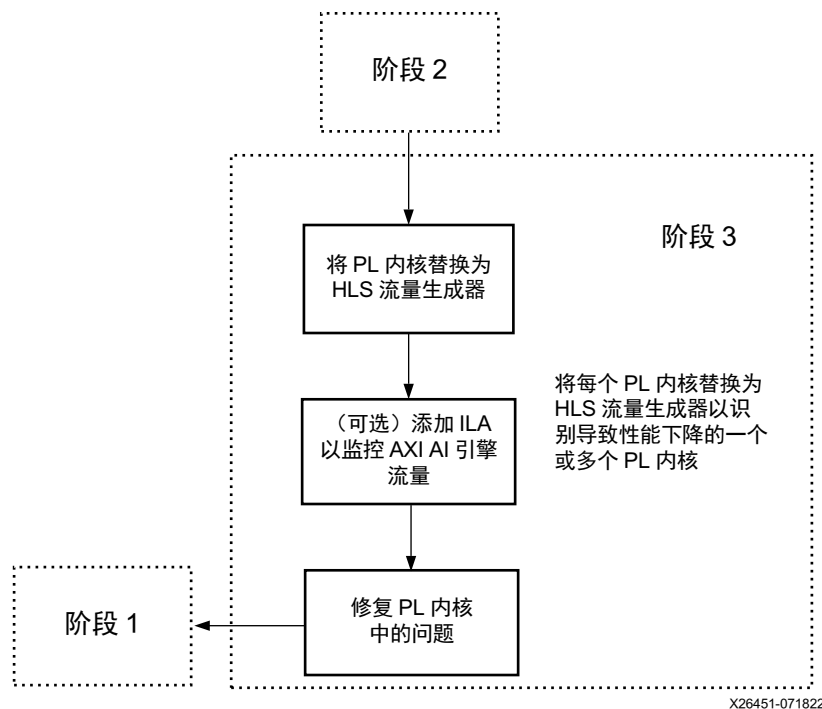 阶段 2
阶段 3
将 PL 内核替换为
HLS 流量生成器
将每个 PL 内核替换为
HLS 流量生成器以识
别导致性能下降的一个
或多个 PL 内核
（可选）添加 ILA
以监控 AXI AI 引擎
流量
修复 PL 内核
中的问题
阶段 1
X26451-071822